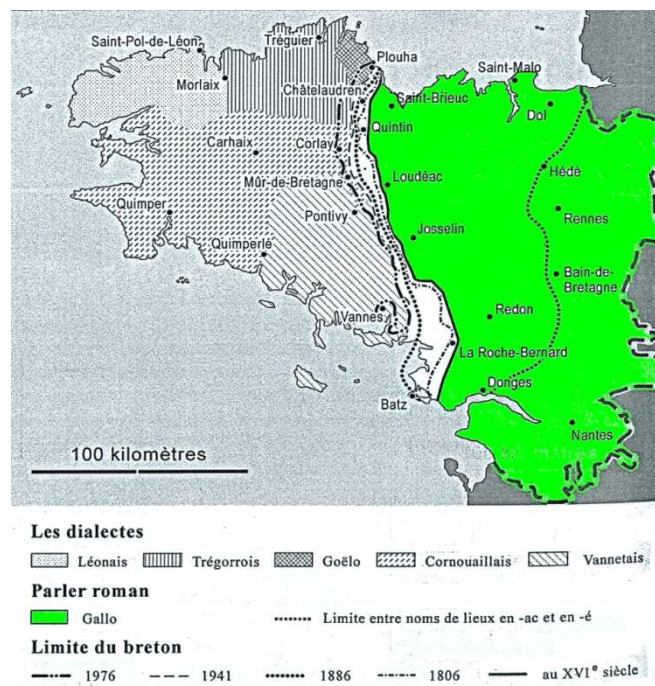 Saint-Pol-de-Léon
Tréguier
Plouha
Saint-Malo
Morlaix
Châtelaudren
Saint-Brieuc
Dol
Quintin
Carhaix
Corlay
Hédé
Mûr-de-Bretagne
Loudéac
Quimper
Pontivy
Rennes
Josselin
Quimperlé
Bain-de-
Bretagne
Vannes
Redon
La Roche-Bernard
Donges
Batz
Nantes
100 kilomètres
Les dialectes
Léonais Trégorrois Goëlo Cornouaillais Vannetais
Parler roman
Gallo Limite entre noms de lieux en -ac et en -é
Limite du breton
1976 1941 1886 1806 au XVIe siècle